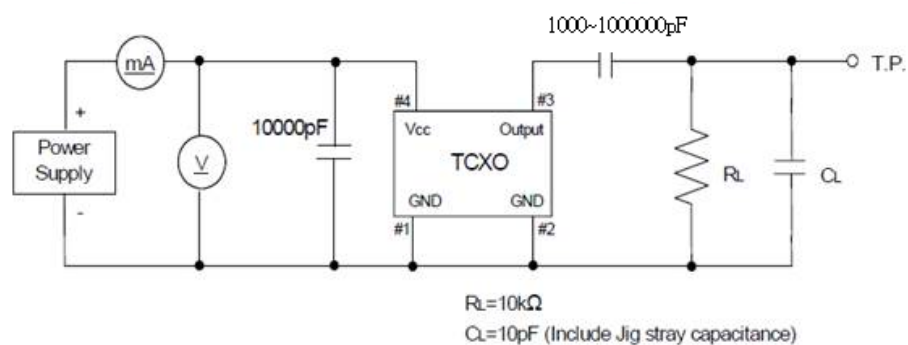 1000~1000000pF
mA
T.P.
+
#4
#3
10000pF
Vcc
Output
Power
Supply
V
TCXO
RL
CL
GND
GND
-
#1
#2
RL=10kΩ
CL=10pF (Include Jig stray capacitance)